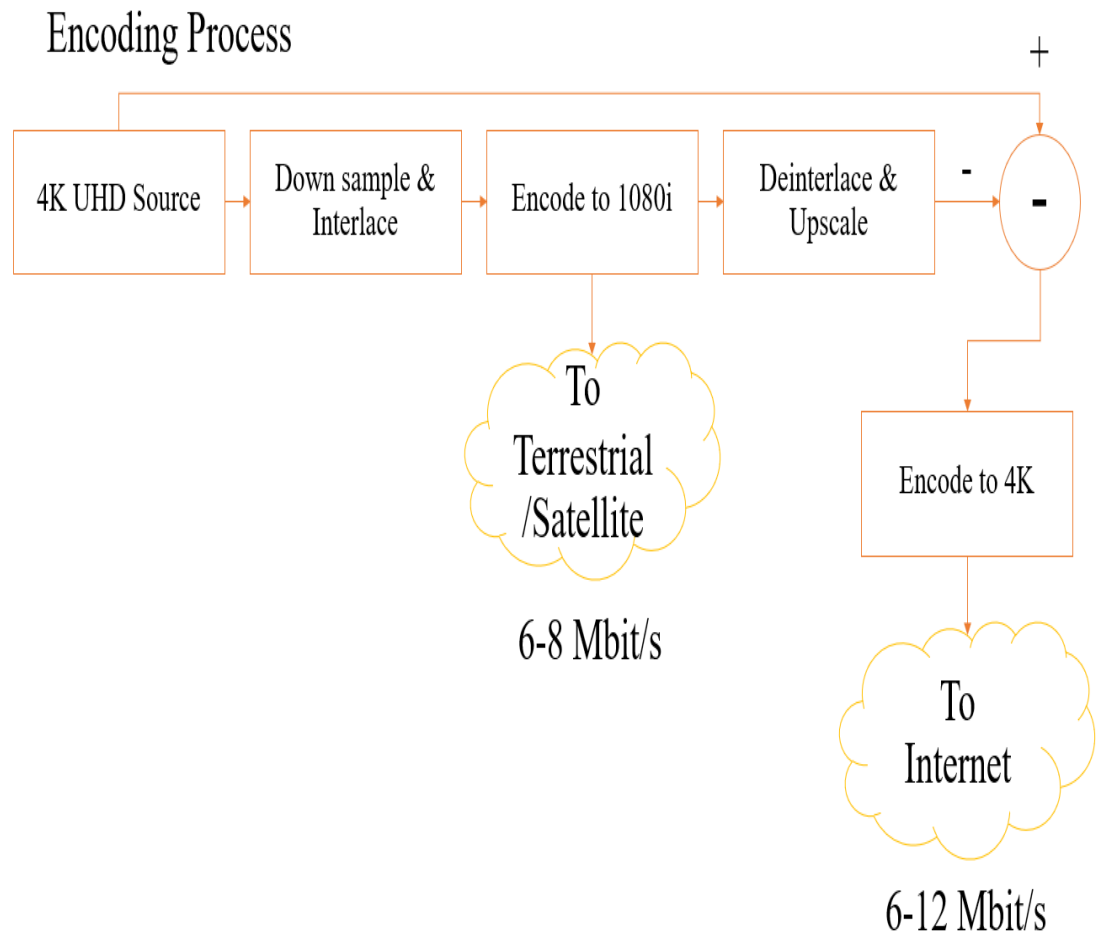 Encoding Process
+
4K UHD Source
Down sample &
Interlace
Encode to 1080i
Deinterlace &
Upscale
-
-
To
Terrestrial
/Satellite
6-8 Mbit/s
Encode to 4K
To
Internet
6-12 Mbit/s